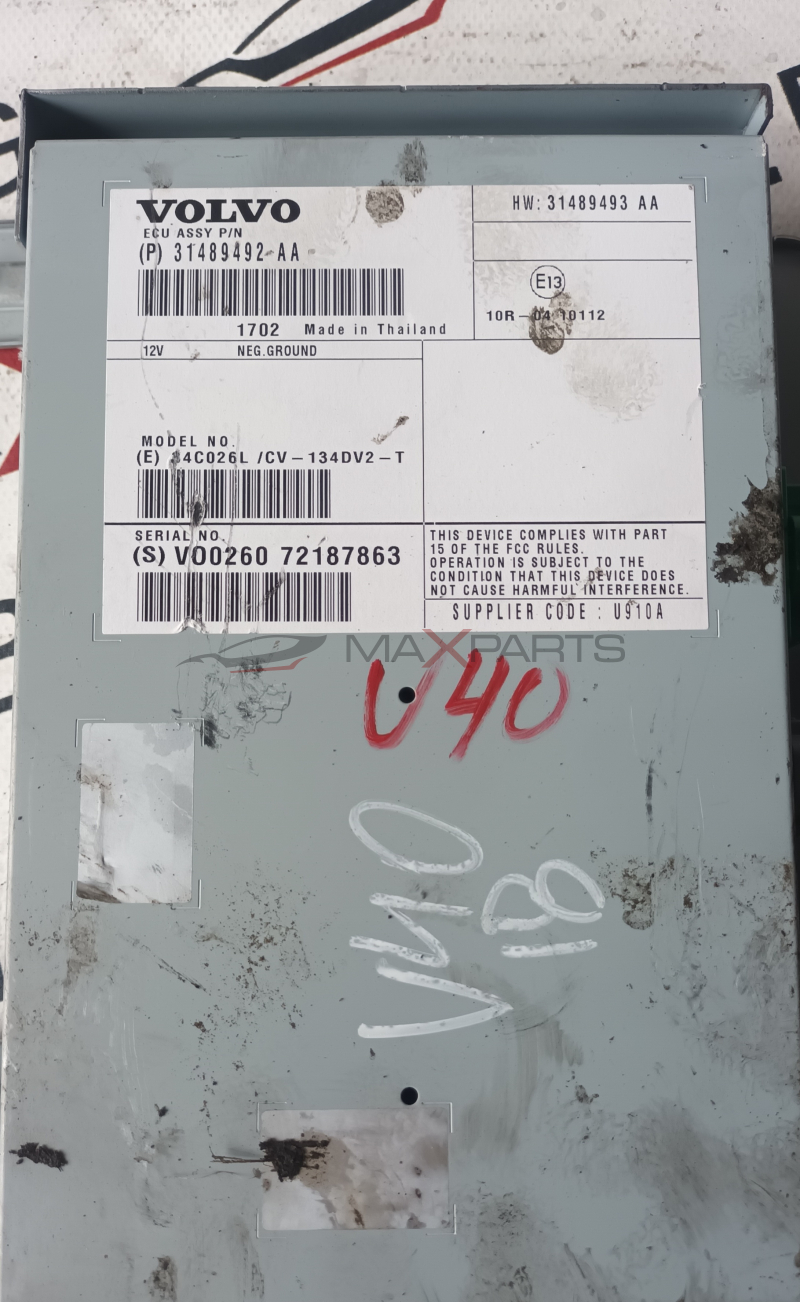 VOLVO
ECU ASSY P/N
(P) 31489492 AA
HW: 31489493 AA
E13
10R-04 10112
1702 Made in Thailand
12V NEG.GROUND
MODEL NO.
(E) 34C026L /CV-134DV2-T
SERIAL NO.
(S) VO0260 72187863
THIS DEVICE COMPLIES WITH PART
15 OF THE FCC RULES.
OPERATION IS SUBJECT TO THE
CONDITION THAT THIS DEVICE DOES
NOT CAUSE HARMFUL INTERFERENCE.
SUPPLIER CODE : U910A
MAXPARTS
V40
V40
18